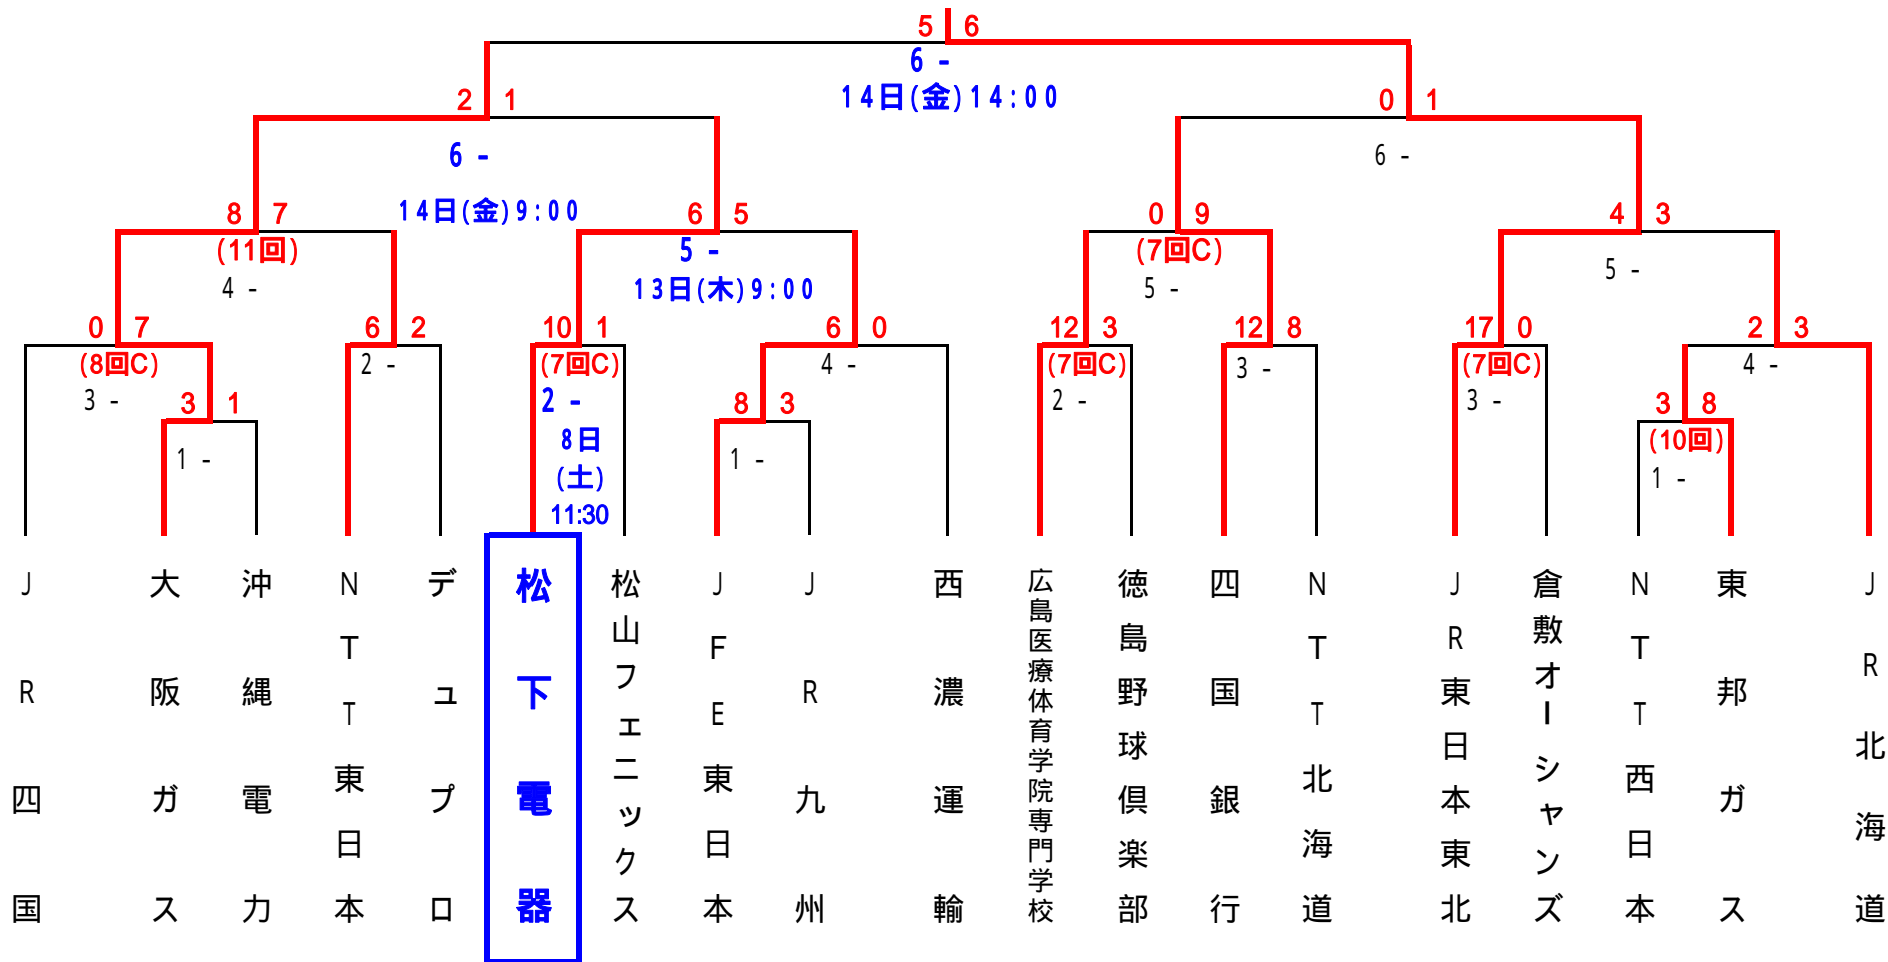 5 6
6 -
14日(金)14:00
2 1
0 1
6 -
6 -
14日(金)9:00
8 7
6 5
0 9
4 3
(11回)
5 -
(7回C)
4 -
13日(木)9:00
5 -
5 -
0 7
6 2
10 1
6 0
12 3
12 8
17 0
2 3
(8回C)
2 -
(7回C)
4 -
(7回C)
3 -
(7回C)
4 -
3 -
3 1
2 -
8 3
2 -
3 -
3 8
1 -
8日
(土)
11:30
1 -
(10回)
1 -
JR四国
大阪ガス
沖縄電力
NTT東日本
デュプロ
松下電器
松山フェニックス
JFE東日本
JR九州
西濃運輸
広島医療体育学院専門学校
徳島野球倶楽部
四国銀行
NTT北海道
JR東日本東北
倉敷オーシャンズ
NTT西日本
東邦ガス
JR北海道